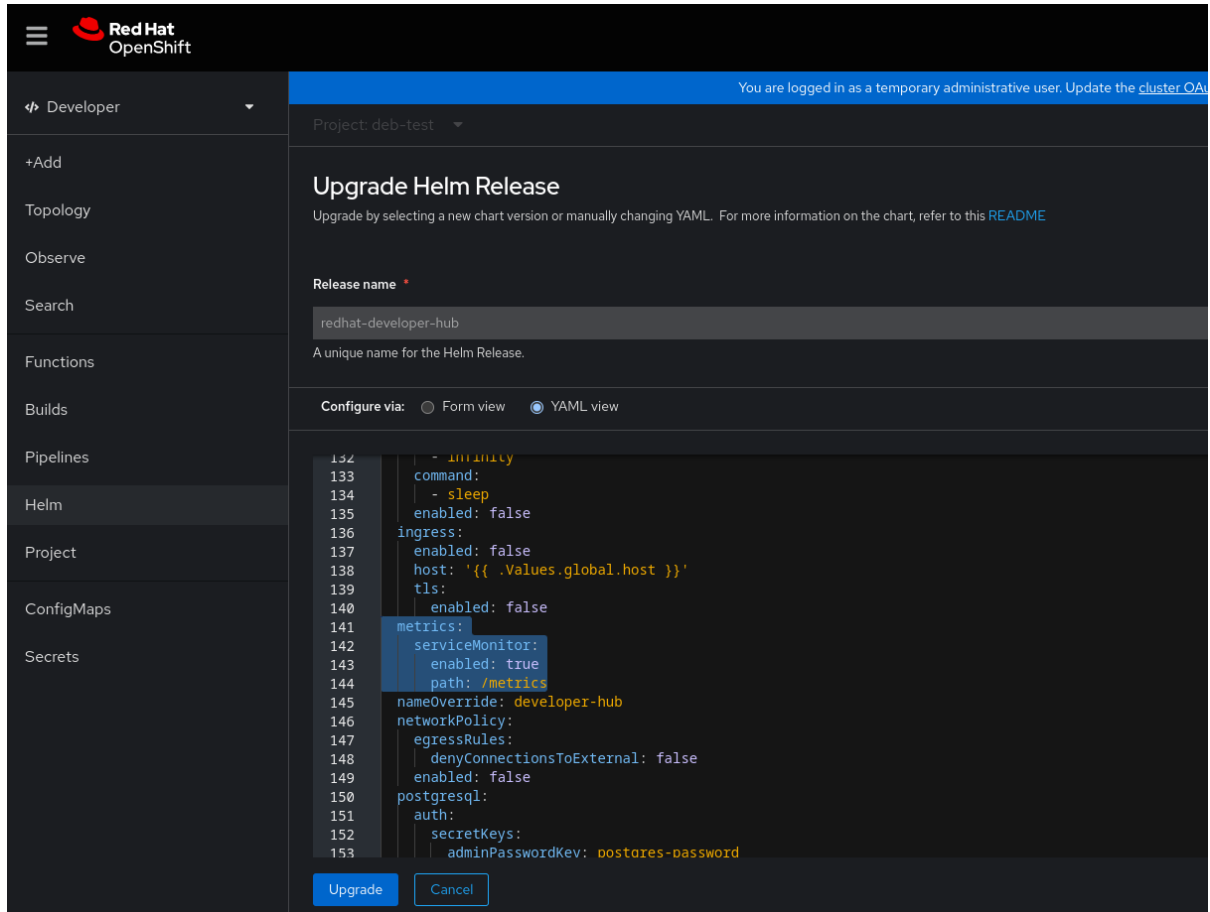 Red Hat
OpenShift
You are logged in as a temporary administrative user. Update the cluster OAu
Developer
Project: deb-test
+Add
Topology
Observe
Search
Functions
Builds
Pipelines
Helm
Project
ConfigMaps
Secrets
Upgrade Helm Release
Upgrade by selecting a new chart version or manually changing YAML. For more information on the chart, refer to this README
Release name *
redhat-developer-hub
A unique name for the Helm Release.
Configure via: Form view YAML view
132 - infinity
133 command:
134 - sleep
135 enabled: false
136 ingress:
137 enabled: false
138 host: '{{ .Values.global.host }}'
139 tls:
140 enabled: false
141 metrics:
142 serviceMonitor:
143 enabled: true
144 path: /metrics
145 nameOverride: developer-hub
146 networkPolicy:
147 egressRules:
148 denyConnectionsToExternal: false
149 enabled: false
150 postgresql:
151 auth:
152 secretKeys:
153 adminPasswordKey: postgres-password
Upgrade Cancel